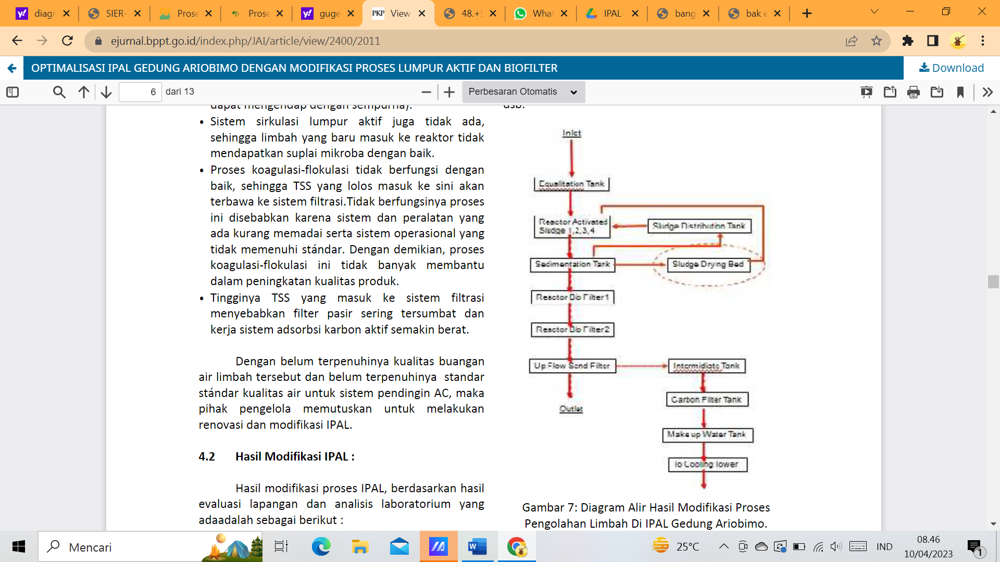 diagr
SIER-
Prose
Prose
guge
PKP View
48.+S
What
IPAL
bang
bak e
ejurnal.bppt.go.id/index.php/JAI/article/view/2400/2011
OPTIMALISASI IPAL GEDUNG ARIOBIMO DENGAN MODIFIKASI PROSES LUMPUR AKTIF DAN BIOFILTER
Download
6 dari 13
Perbesaran Otomatis
dapat mengendap dengan sempurna).
• Sistem sirkulasi lumpur aktif juga tidak ada,
sehingga limbah yang baru masuk ke reaktor tidak
mendapatkan suplai mikroba dengan baik.
• Proses koagulasi-flokulasi tidak berfungsi dengan
baik, sehingga TSS yang lolos masuk ke sini akan
terbawa ke sistem filtrasi.Tidak berfungsinya proses
ini disebabkan karena sistem dan peralatan yang
ada kurang memadai serta sistem operasional yang
tidak memenuhi stándar. Dengan demikian, proses
koagulasi-flokulasi ini tidak banyak membantu
dalam peningkatan kualitas produk.
• Tingginya TSS yang masuk ke sistem filtrasi
menyebabkan filter pasir sering tersumbat dan
kerja sistem adsorbsi karbon aktif semakin berat.
Dengan belum terpenuhinya kualitas buangan
air limbah tersebut dan belum terpenuhinya standar
stándar kualitas air untuk sistem pendingin AC, maka
pihak pengelola memutuskan untuk melakukan
renovasi dan modifikasi IPAL.
4.2 Hasil Modifikasi IPAL :
Hasil modifikasi proses IPAL, berdasarkan hasil
evaluasi lapangan dan analisis laboratorium yang
adaadalah sebagai berikut :
dsb.
Inlet
Equalitation Tank
Reactor Activated
Sludge 1,2,3,4
Sludge Distribution Tank
Sedimentation Tank
Sludge Drying Bed
Reactor Bio Filter 1
Reactor Bio Filter 2
Up Flow Sand Filter
Intermidiate Tank
Outlet
Carbon Filter Tank
Make up Water Tank
To Cooling Tower
Gambar 7: Diagram Alir Hasil Modifikasi Proses
Pengolahan Limbah Di IPAL Gedung Ariobimo.
Mencari
25°C
IND
08.46
10/04/2023
1